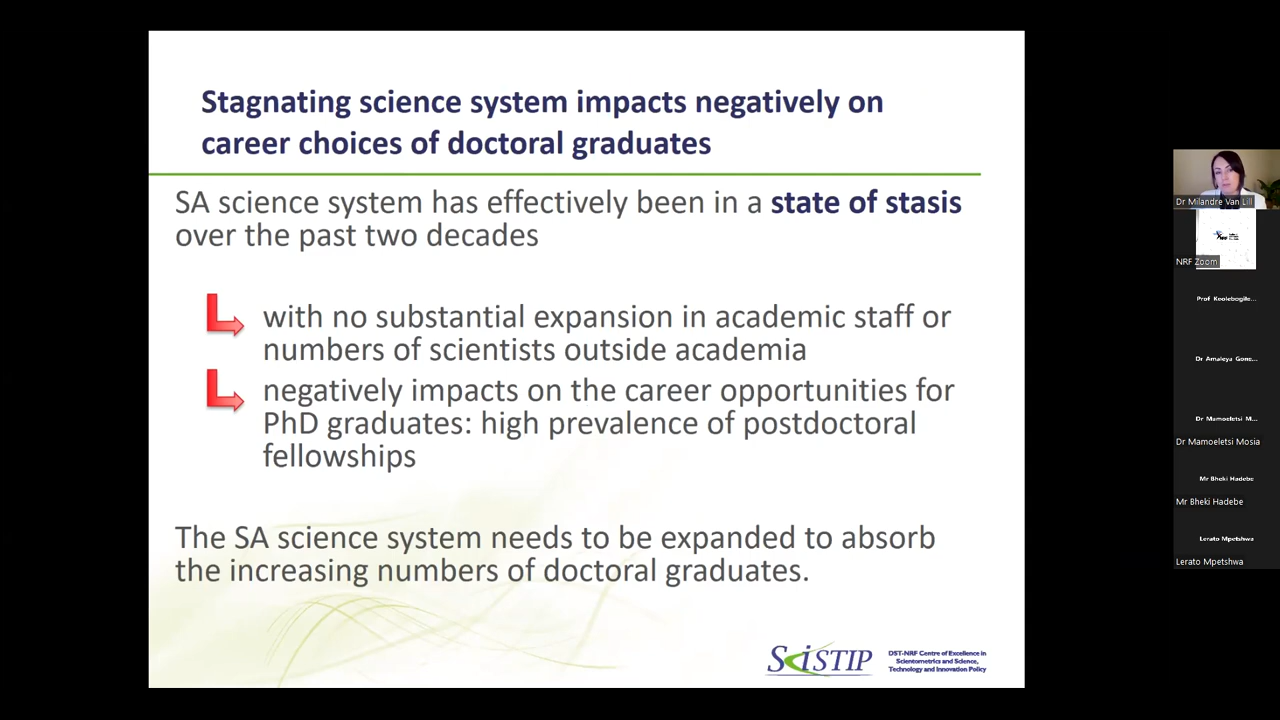 Stagnating science system impacts negatively on
career choices of doctoral graduates
SA science system has effectively been in a state of stasis
over the past two decades
with no substantial expansion in academic staff or
numbers of scientists outside academia
negatively impacts on the career opportunities for
PhD graduates: high prevalence of postdoctoral
fellowships
The SA science system needs to be expanded to absorb
the increasing numbers of doctoral graduates.
SciSTIP
DST-NRF Centre of Excellence in
Scientometrics and Science,
Technology and Innovation Policy
Dr Milandre Van Lill
NRF Zoom
Prof Keolebogile...
Dr Amaleya Gone...
Dr Mamoeletsi M...
Dr Mamoeletsi Mosia
Mr Bheki Hadebe
Mr Bheki Hadebe
Lerato Mpetshwa
Lerato Mpetshwa